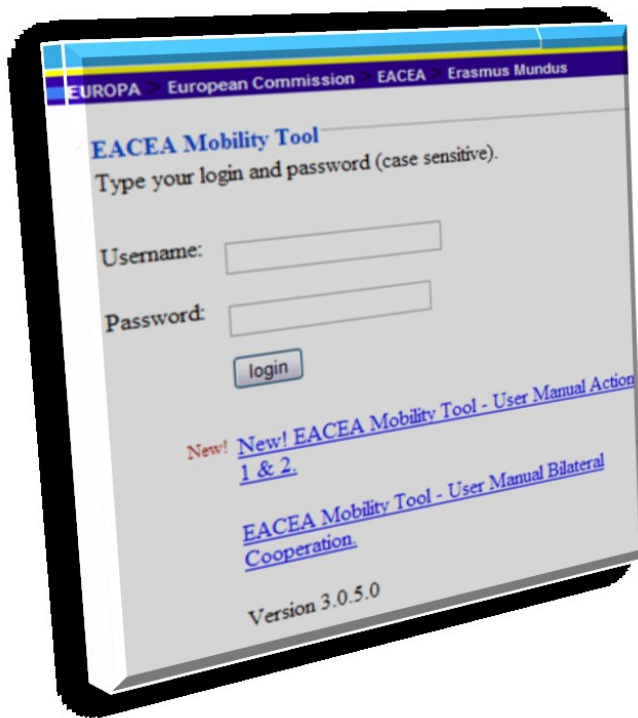 EUROPA > European Commission > EACEA > Erasmus Mundus
EACEA Mobility Tool
Type your login and password (case sensitive).
Username:
Password:
login
New! New! EACEA Mobility Tool - User Manual Action
1 & 2.
EACEA Mobility Tool - User Manual Bilateral
Cooperation.
Version 3.0.5.0